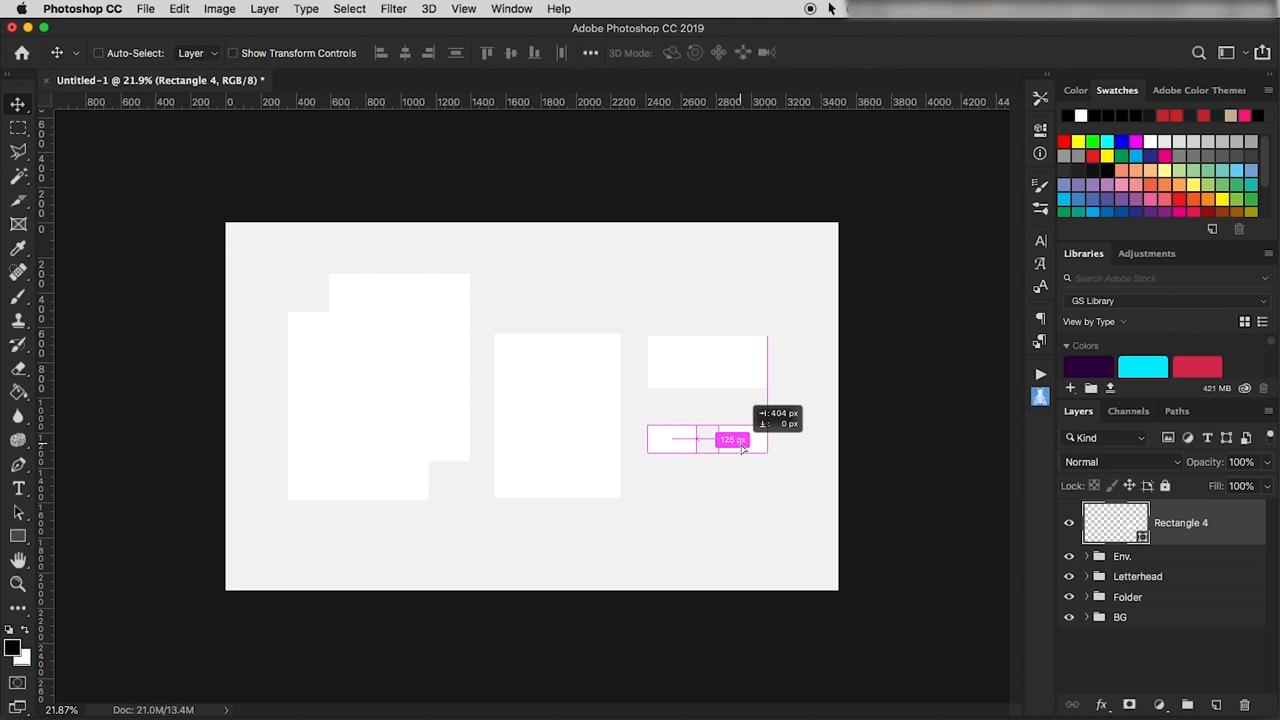 Photoshop CC File Edit Image Layer Type Select Filter 3D View Window Help
Adobe Photoshop CC 2019
Auto-Select: Layer Show Transform Controls 3D Mode:
× Untitled-1 @ 21.9% (Rectangle 4, RGB/8) *
800 600 400 200 0 200 400 600 800 1000 1200 1400 1600 1800 2000 2200 2400 2600 2800 3000 3200 3400 3600 3800 4000 4200 44
Color Swatches Adobe Color Themes
Libraries Adjustments
Search Adobe Stock
GS Library
View by Type
Colors
421 MB
Layers Channels Paths
Kind
Normal Opacity: 100%
Lock: Fill: 100%
Rectangle 4
Env.
Letterhead
Folder
BG
: 404 px
: 0 px
125 px
21.87% Doc: 21.0M/13.4M